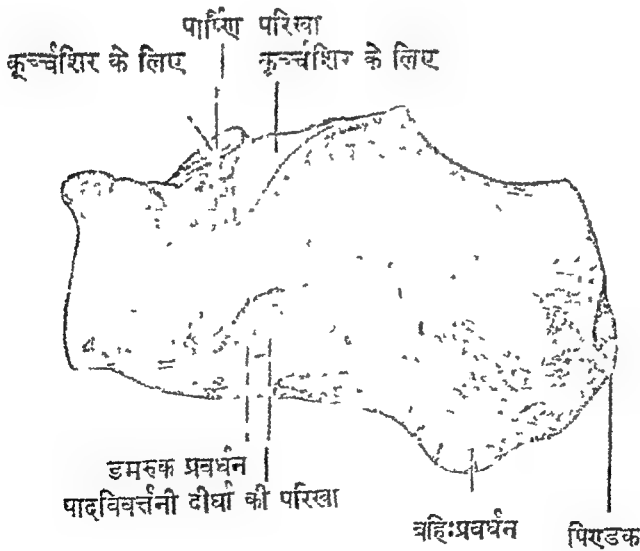 पार्ष्णि परिखा
कूर्च्चशिर के लिए
कूर्च्चशिर के लिए
डमरुक प्रवर्धन
पादविवर्त्तनी दीर्घा की परिखा
बहिःप्रवर्धन
पिण्डक